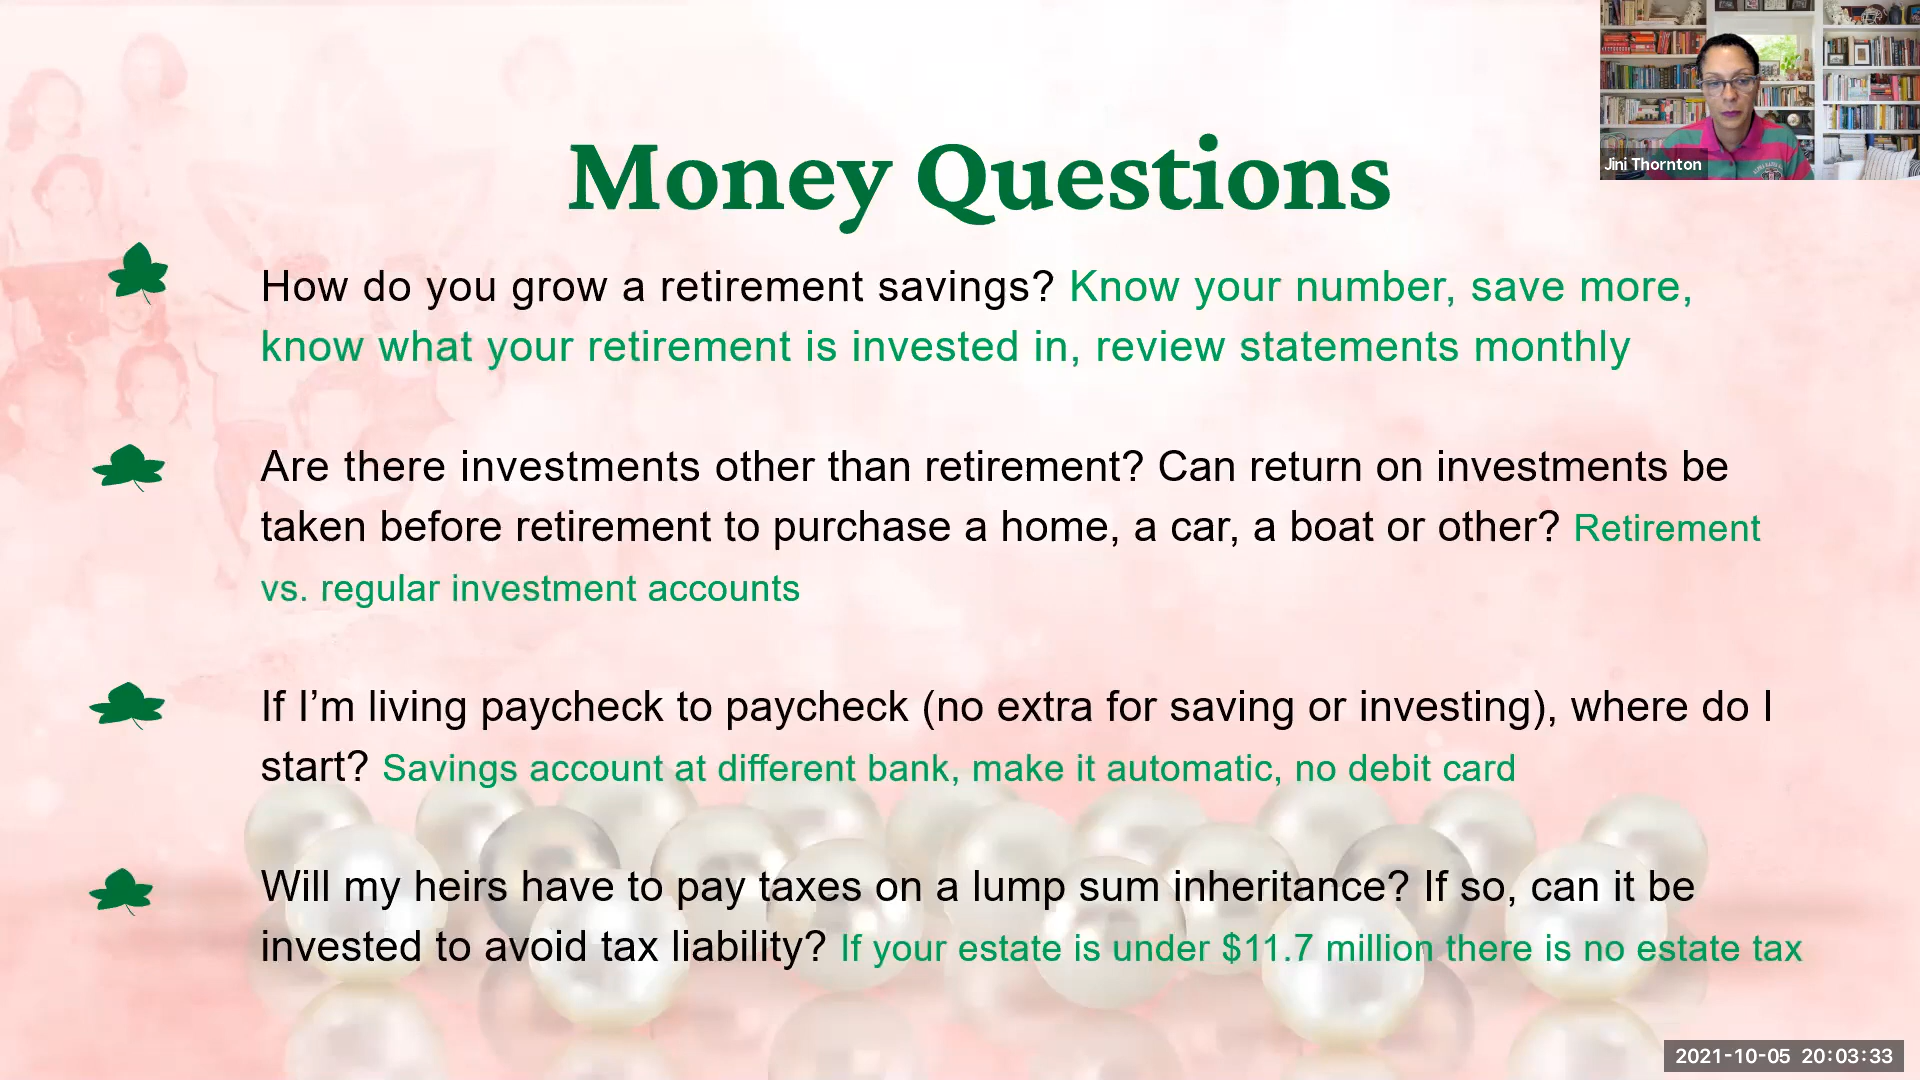 Jini Thornton
Money Questions
How do you grow a retirement savings? Know your number, save more,
know what your retirement is invested in, review statements monthly
Are there investments other than retirement? Can return on investments be
taken before retirement to purchase a home, a car, a boat or other? Retirement
vs. regular investment accounts
If I’m living paycheck to paycheck (no extra for saving or investing), where do I
start? Savings account at different bank, make it automatic, no debit card
Will my heirs have to pay taxes on a lump sum inheritance? If so, can it be
invested to avoid tax liability? If your estate is under $11.7 million there is no estate tax
2021-10-05 20:03:33